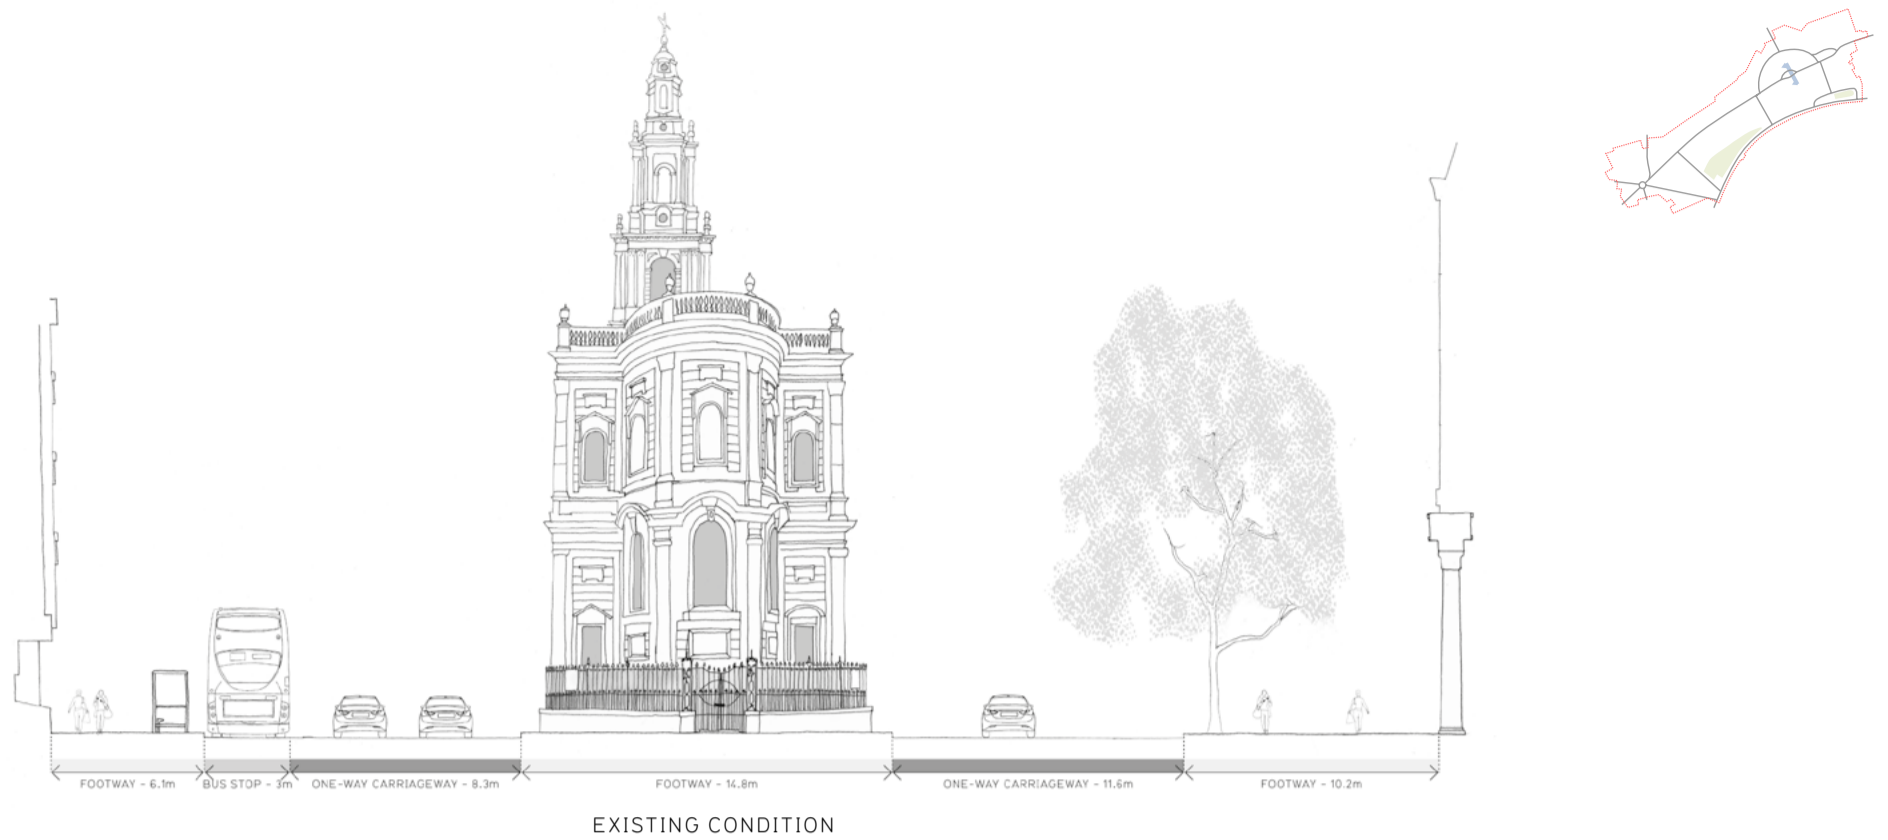 FOOTWAY - 6.1m
BUS STOP - 3m
ONE-WAY CARRIAGEWAY - 8.3m
FOOTWAY - 14.8m
ONE-WAY CARRIAGEWAY - 11.6m
FOOTWAY - 10.2m
EXISTING CONDITION